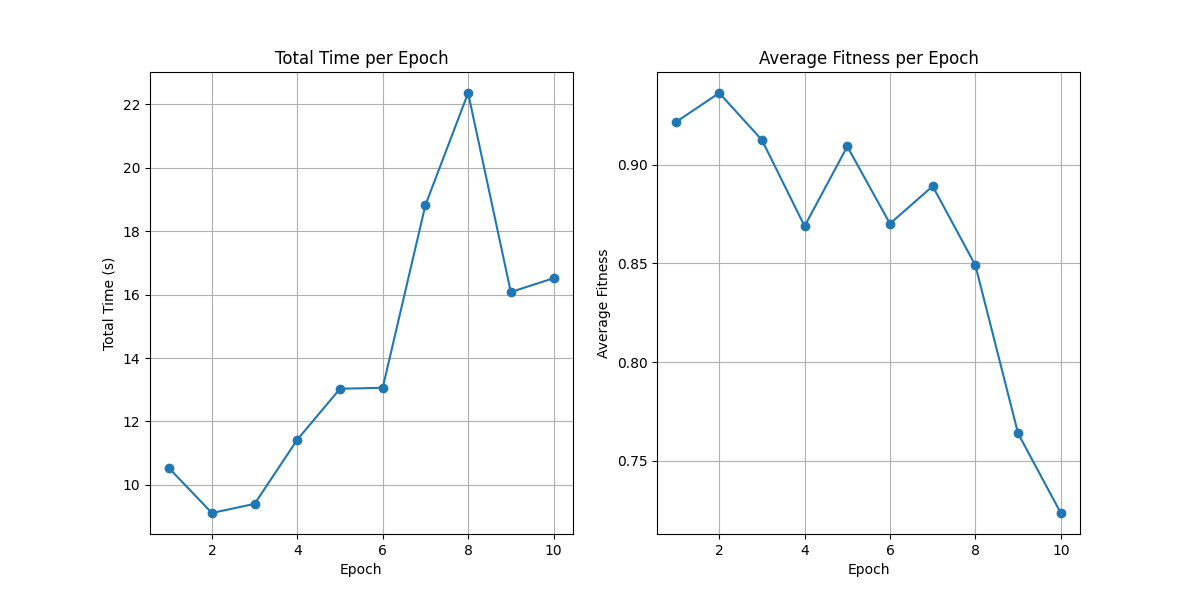 Total Time per Epoch
Total Time (s)
22
20
18
16
14
12
10
2 4 6 8 10
Epoch
Average Fitness per Epoch
Average Fitness
0.90
0.85
0.80
0.75
2 4 6 8 10
Epoch